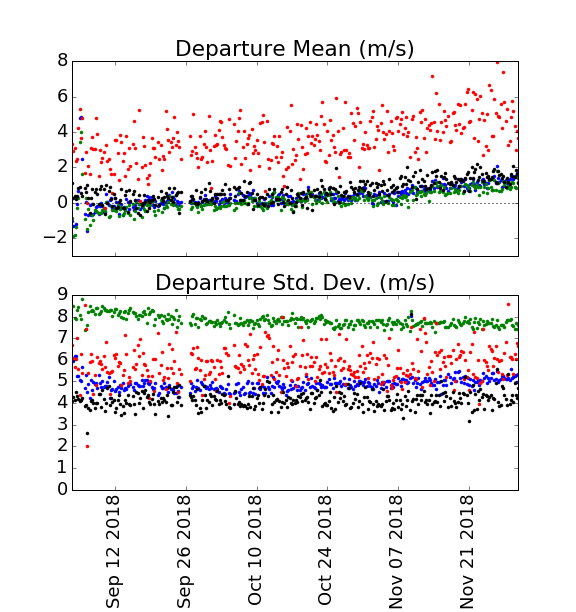 Departure Mean (m/s)
8
6
4
2
0
−2
Departure Std. Dev. (m/s)
9
8
7
6
5
4
3
2
1
0
Sep 12 2018
Sep 26 2018
Oct 10 2018
Oct 24 2018
Nov 07 2018
Nov 21 2018